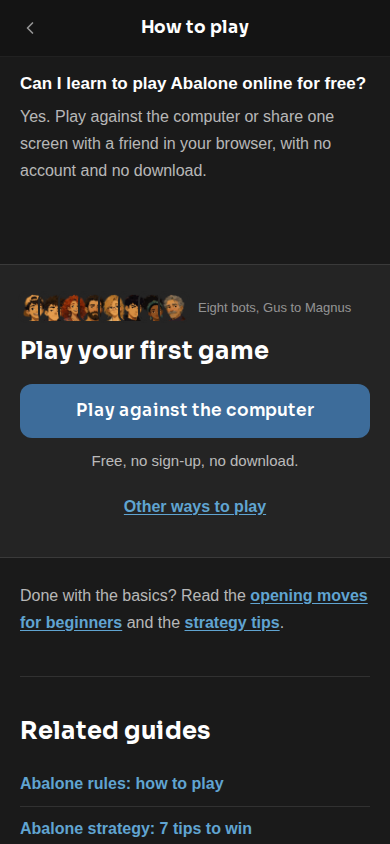 How to play
Can I learn to play Abalone online for free?
Yes. Play against the computer or share one
screen with a friend in your browser, with no
account and no download.
Eight bots, Gus to Magnus
Play your first game
Play against the computer
Free, no sign-up, no download.
Other ways to play
Done with the basics? Read the opening moves
for beginners and the strategy tips.
Related guides
Abalone rules: how to play
Abalone strategy: 7 tips to win